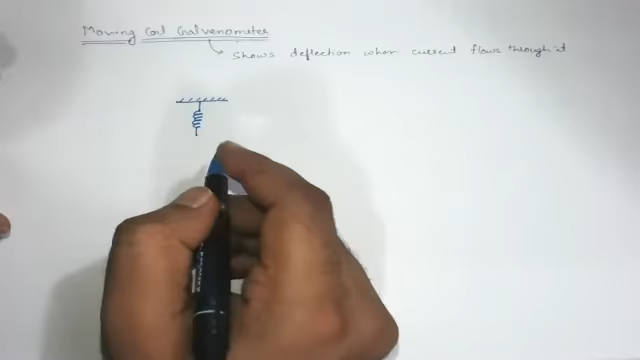 Moving Coil Galvanometer
Shows deflection when current flows through it